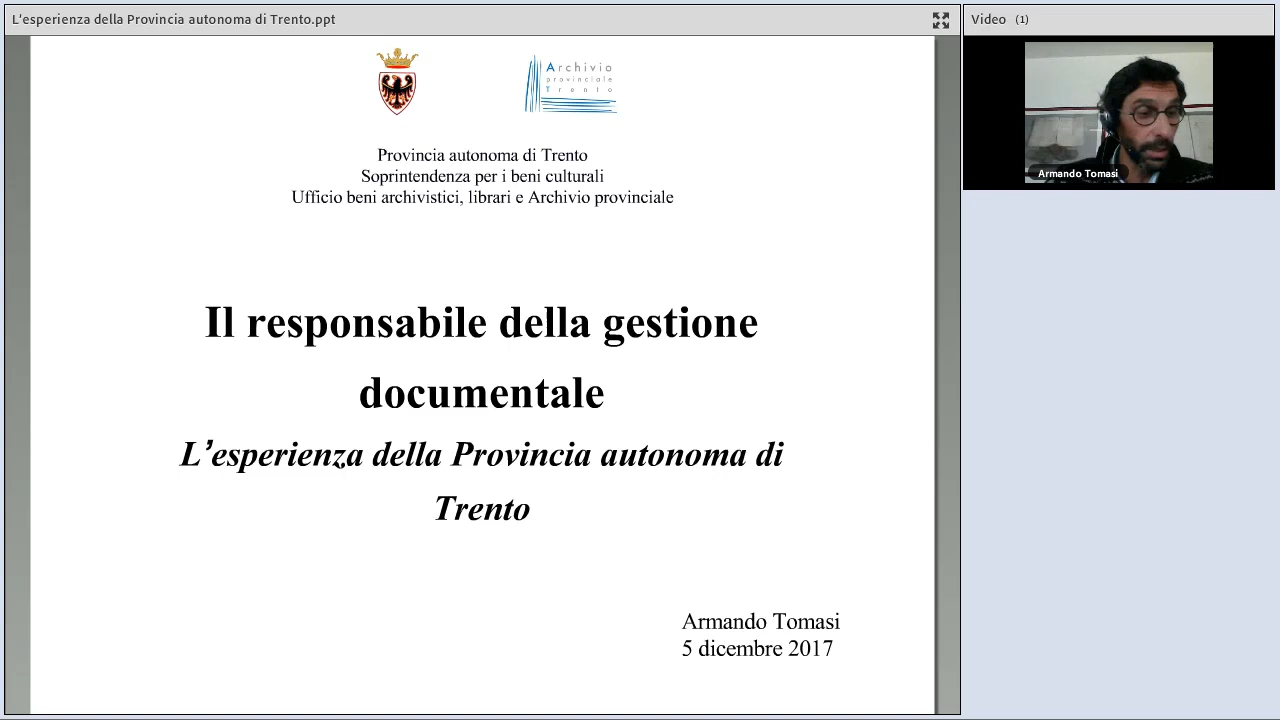 L'esperienza della Provincia autonoma di Trento.ppt
Video (1)
Archivio
provinciale
Trento
Armando Tomasi
Provincia autonoma di Trento
Soprintendenza per i beni culturali
Ufficio beni archivistici, librari e Archivio provinciale
Il responsabile della gestione
documentale
L’esperienza della Provincia autonoma di
Trento
Armando Tomasi
5 dicembre 2017